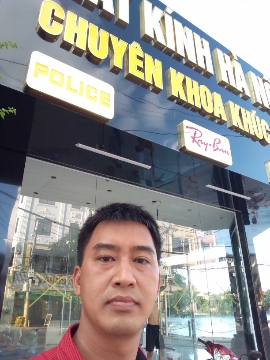 KÍNH HÀ
CHUYÊN KHOA KHÚC
POLICE
Ray-Ban